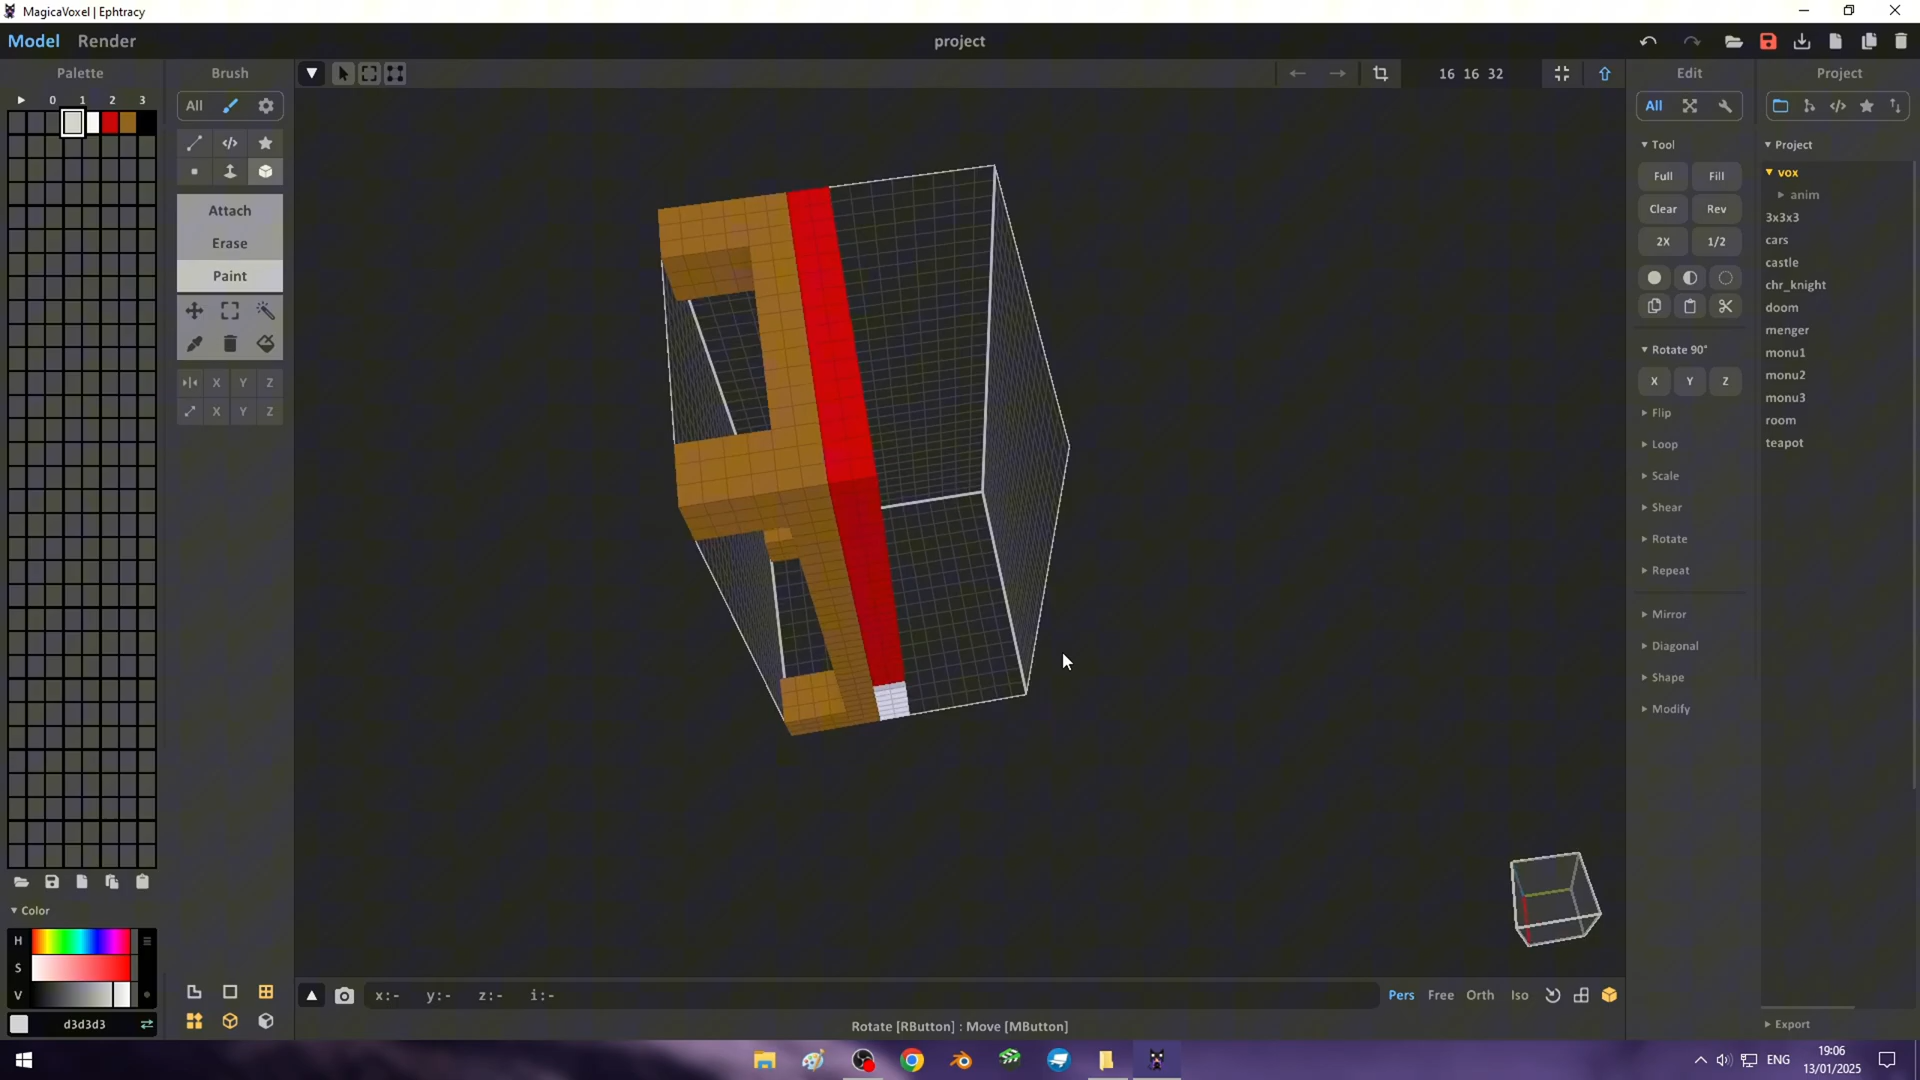 MagicaVoxel | Ephtracy
Model Render
project
Palette
0 1 2 3
Color
H
S
V
d3d3d3
Brush
All
Attach
Erase
Paint
X Y Z
X Y Z
16 16 32
Edit
All
Tool
Full Fill
Clear Rev
2X 1/2
Rotate 90°
X Y Z
Flip
Loop
Scale
Shear
Rotate
Repeat
Mirror
Diagonal
Shape
Modify
Project
Project
vox
anim
3x3x3
cars
castle
chr_knight
doom
menger
monu1
monu2
monu3
room
teapot
Export
x:- y:- z:- i:-
Pers Free Orth Iso
Rotate [RButton] : Move [MButton]
ENG
19:06
13/01/2025